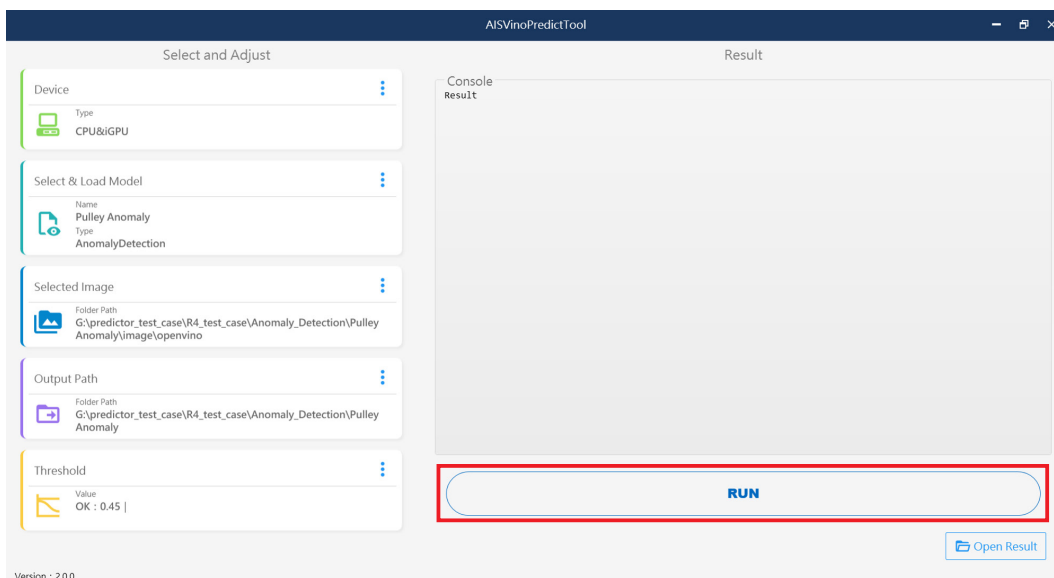 AISVinoPredictTool
Select and Adjust
Device
Type
CPU&iGPU
Select & Load Model
Name
Pulley Anomaly
Type
AnomalyDetection
Selected Image
Folder Path
G:\predictor_test_case\R4_test_case\Anomaly_Detection\Pulley
Anomaly\image\openvino
Output Path
Folder Path
G:\predictor_test_case\R4_test_case\Anomaly_Detection\Pulley
Anomaly
Threshold
Value
OK : 0.45 |
Version : 2.0.0
Result
Console
Result
RUN
Open Result